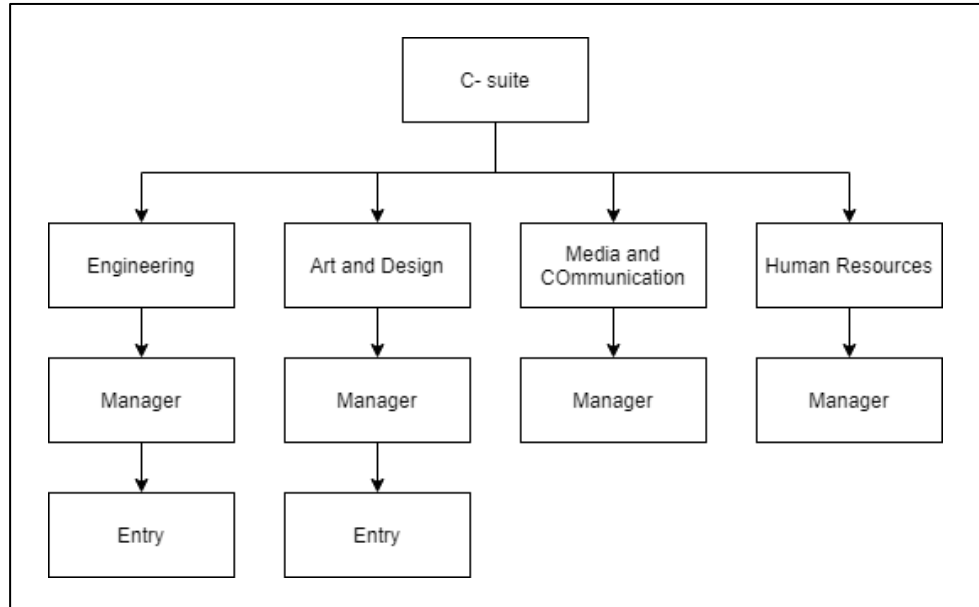 C- suite
Engineering
Art and Design
Media and
COmmunication
Human Resources
Manager
Manager
Manager
Manager
Entry
Entry